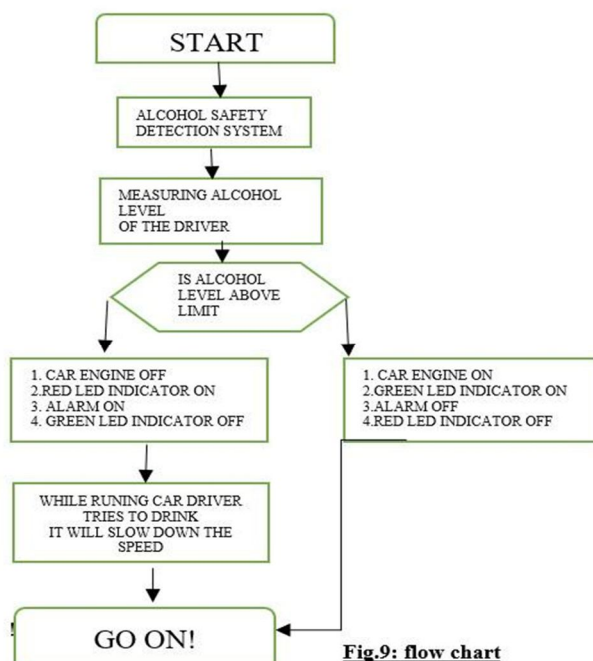 START
ALCOHOL SAFETY
DETECTION SYSTEM
MEASURING ALCOHOL
LEVEL
OF THE DRIVER
IS ALCOHOL
LEVEL ABOVE
LIMIT
1. CAR ENGINE OFF
2.RED LED INDICATOR ON
3. ALARM ON
4. GREEN LED INDICATOR OFF
1. CAR ENGINE ON
2.GREEN LED INDICATOR ON
3.ALARM OFF
4.RED LED INDICATOR OFF
WHILE RUNING CAR DRIVER
TRIES TO DRINK
IT WILL SLOW DOWN THE
SPEED
GO ON!
Fig.9: flow chart